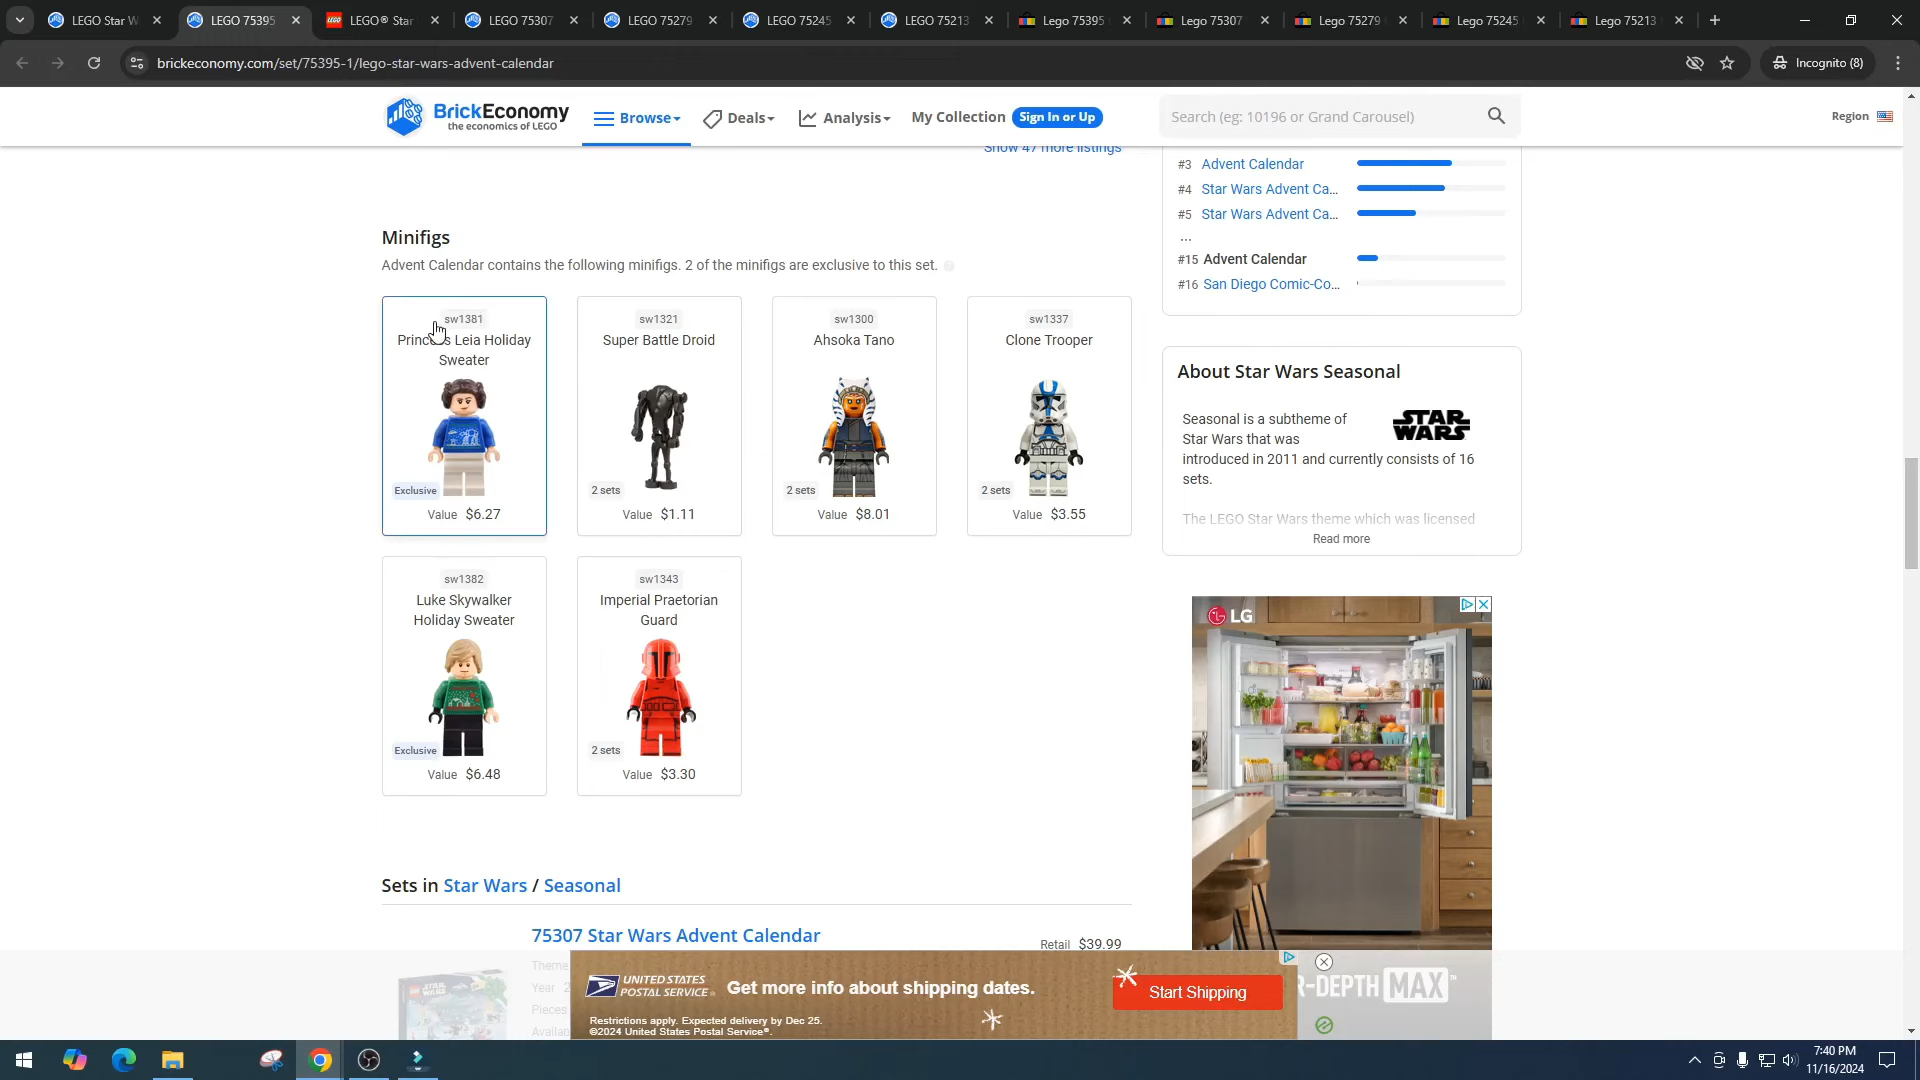 LEGO Star W
LEGO 75395
LEGO® Star
LEGO 75307
LEGO 75279
LEGO 75245
LEGO 75213
Lego 75395
Lego 75307
Lego 75279
Lego 75245
Lego 75213
brickeconomy.com/set/75395-1/lego-star-wars-advent-calendar
Incognito (8)
BrickEconomy
the economics of LEGO
Browse
Deals
Analysis
My Collection
Sign In or Up
Search (eg: 10196 or Grand Carousel)
Region
Show 47 more listings
#3 Advent Calendar
#4 Star Wars Advent Ca...
#5 Star Wars Advent Ca...
...
#15 Advent Calendar
#16 San Diego Comic-Co...
Minifigs
Advent Calendar contains the following minifigs. 2 of the minifigs are exclusive to this set.
sw1381
Princess Leia Holiday
Sweater
Exclusive
Value $6.27
sw1321
Super Battle Droid
2 sets
Value $1.11
sw1300
Ahsoka Tano
2 sets
Value $8.01
sw1337
Clone Trooper
2 sets
Value $3.55
sw1382
Luke Skywalker
Holiday Sweater
Exclusive
Value $6.48
sw1343
Imperial Praetorian
Guard
2 sets
Value $3.30
About Star Wars Seasonal
Seasonal is a subtheme of
Star Wars that was
introduced in 2011 and currently consists of 16
sets.
STAR
WARS
The LEGO Star Wars theme which was licensed
Read more
LG
Sets in Star Wars / Seasonal
75307 Star Wars Advent Calendar
Retail $39.99
Theme
Year 2
Pieces
Availa
UNITED STATES
POSTAL SERVICE®
Get more info about shipping dates.
Start Shipping
Restrictions apply. Expected delivery by Dec 25.
©2024 United States Postal Service®.
R-DEPTH MAX™
7:40 PM
11/16/2024